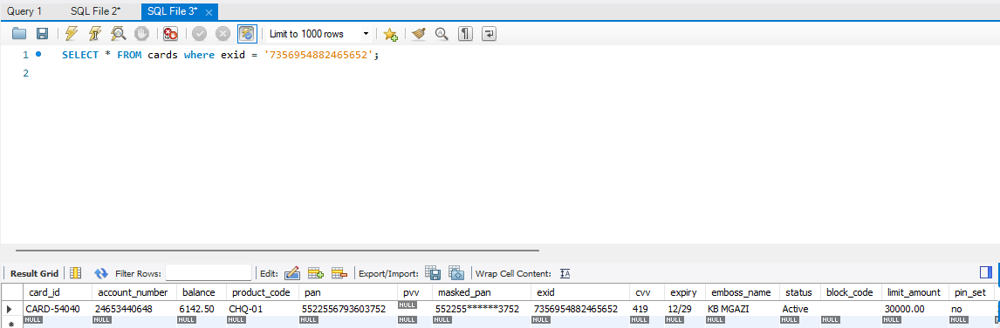 Query 1 SQL File 2* SQL File 3*
Limit to 1000 rows
1 SELECT * FROM cards where exid = '7356954882465652';
2
Result Grid Filter Rows: Edit: Export/Import: Wrap Cell Content:
card_id account_number balance product_code pan pvv masked_pan exid cvv expiry emboss_name status block_code limit_amount pin_set
CARD-54040 24653440648 6142.50 CHQ-01 5522556793603752 NULL 552255******3752 7356954882465652 419 12/29 KB MGAZI Active NULL 30000.00 no
NULL NULL NULL NULL NULL NULL NULL NULL NULL NULL NULL NULL NULL NULL NULL